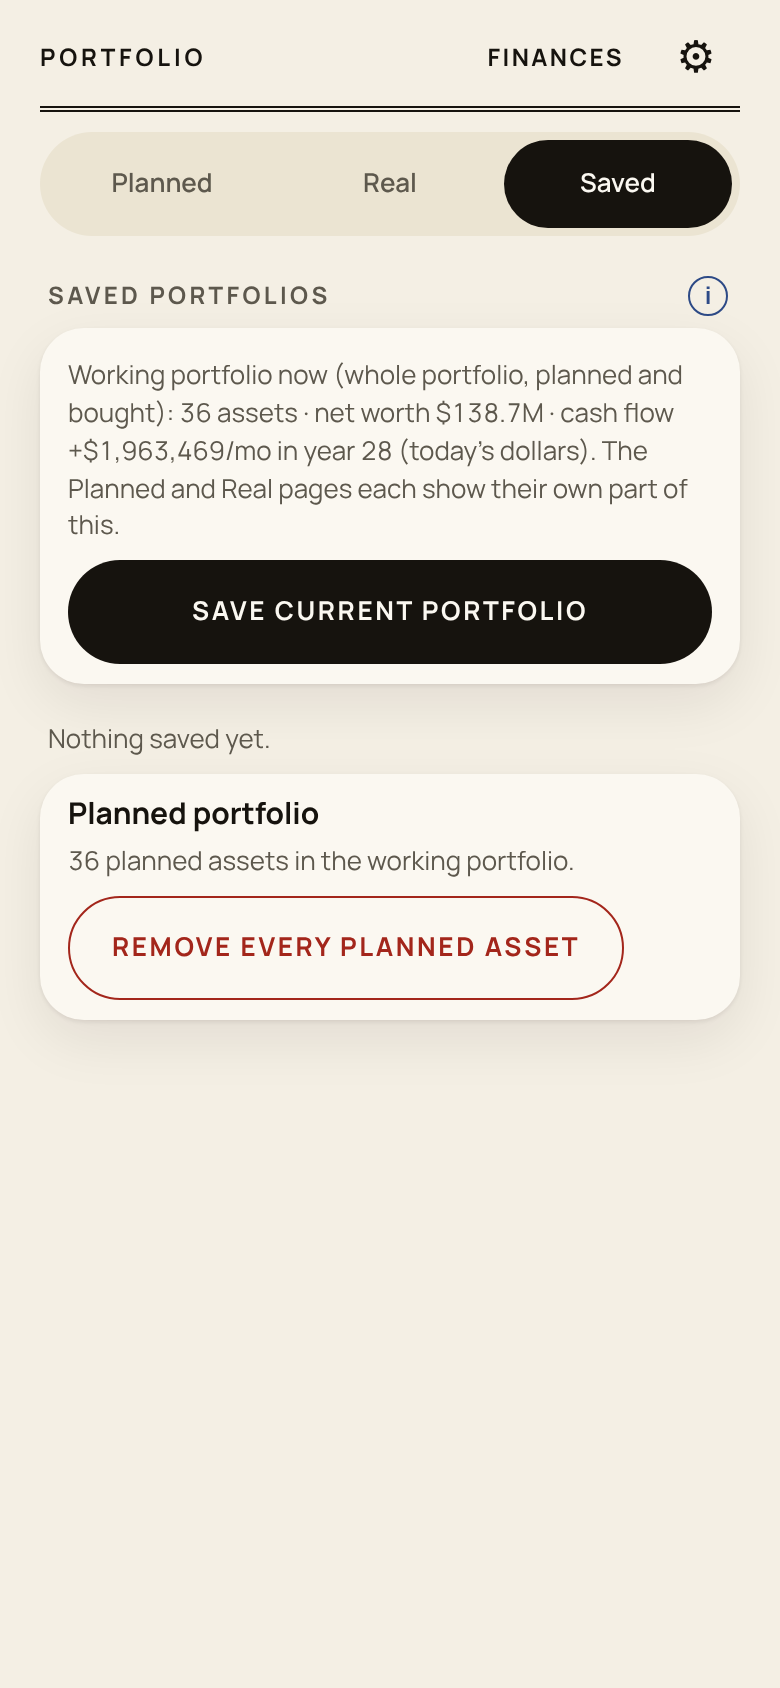 PORTFOLIO
FINANCES
Planned
Real
Saved
SAVED PORTFOLIOS
i
Working portfolio now (whole portfolio, planned and
bought): 36 assets · net worth $138.7M · cash flow
+$1,963,469/mo in year 28 (today’s dollars). The
Planned and Real pages each show their own part of
this.
SAVE CURRENT PORTFOLIO
Nothing saved yet.
Planned portfolio
36 planned assets in the working portfolio.
REMOVE EVERY PLANNED ASSET